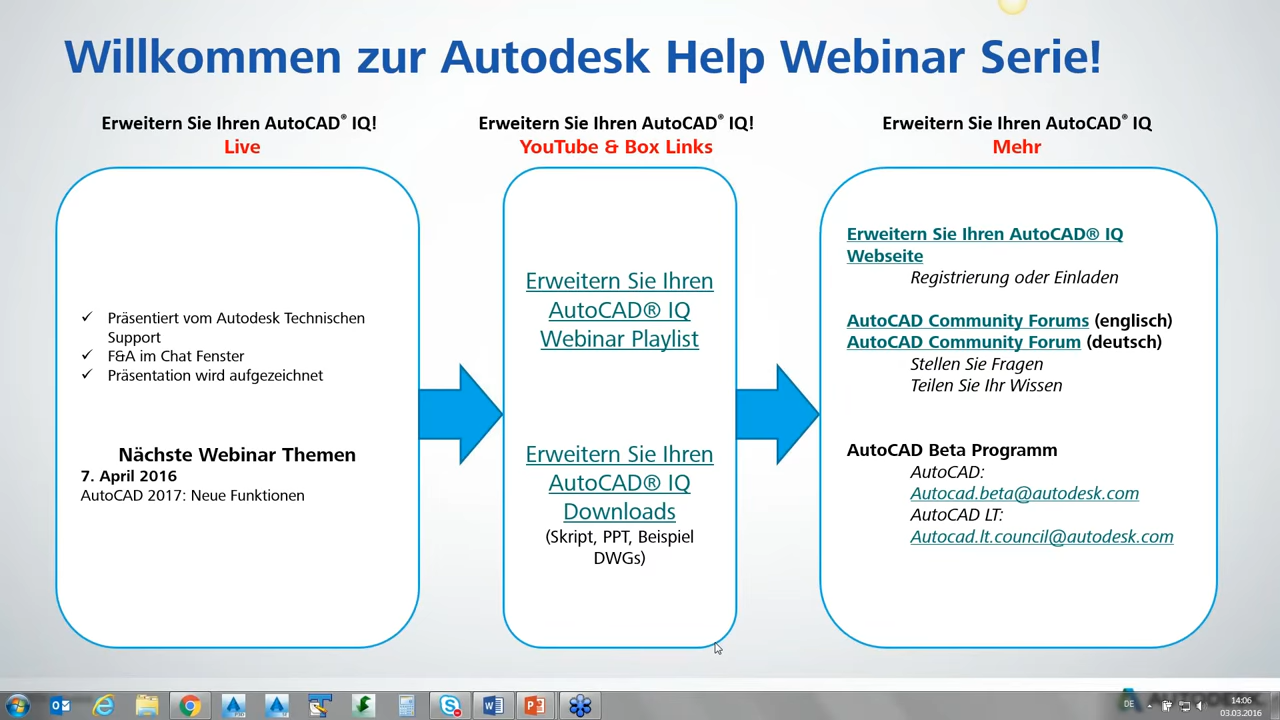 Willkommen zur Autodesk Help Webinar Serie!
Erweitern Sie Ihren AutoCAD® IQ!
Live
Präsentiert vom Autodesk Technischen
Support
F&A im Chat Fenster
Präsentation wird aufgezeichnet
Nächste Webinar Themen
7. April 2016
AutoCAD 2017: Neue Funktionen
Erweitern Sie Ihren AutoCAD® IQ!
YouTube & Box Links
Erweitern Sie Ihren
AutoCAD® IQ
Webinar Playlist
Erweitern Sie Ihren
AutoCAD® IQ
Downloads
(Skript, PPT, Beispiel
DWGs)
Erweitern Sie Ihren AutoCAD® IQ
Mehr
Erweitern Sie Ihren AutoCAD® IQ
Webseite
Registrierung oder Einladen
AutoCAD Community Forums (englisch)
AutoCAD Community Forum (deutsch)
Stellen Sie Fragen
Teilen Sie Ihr Wissen
AutoCAD Beta Programm
AutoCAD:
Autocad.beta@autodesk.com
AutoCAD LT:
Autocad.lt.council@autodesk.com
AUTODESK
DE
14:06
03.03.2016